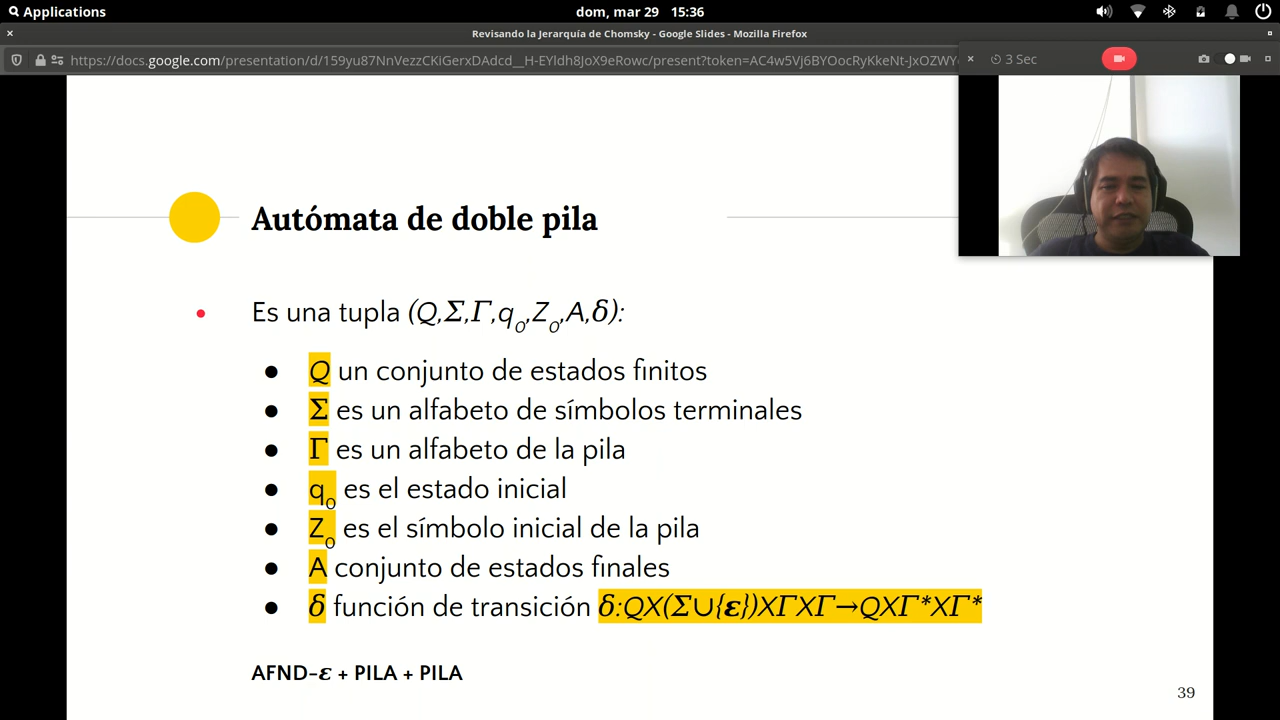 Applications
dom, mar 29 15:36
Revisando la Jerarquía de Chomsky - Google Slides - Mozilla Firefox
https://docs.google.com/presentation/d/159yu87NnVezzCKiGerxDAdcd__H-EYldh8JoX9eRowc/present?token=AC4w5Vj6BYOocRyKkeNt-JxOZWY
3 Sec
Autómata de doble pila
Es una tupla (Q,Σ,Γ,q₀,Z₀,A,δ):
● Q un conjunto de estados finitos
● Σ es un alfabeto de símbolos terminales
● Γ es un alfabeto de la pila
● q₀ es el estado inicial
● Z₀ es el símbolo inicial de la pila
● A conjunto de estados finales
● δ función de transición δ:QX(Σ∪{ε})XΓXΓ→QXΓ*XΓ*
AFND-ε + PILA + PILA
39